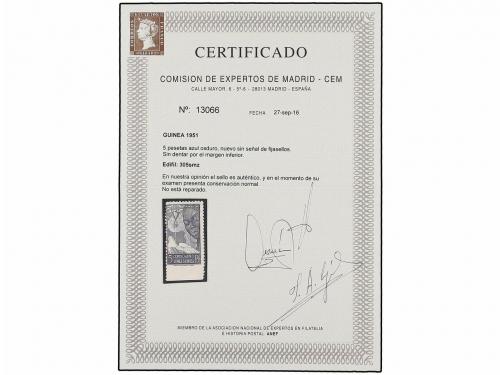 CERTIFICADO
COMISION DE EXPERTOS DE MADRID - CEM
CALLE MAYOR, 6 - 5º-6 - 28013 MADRID - ESPAÑA
Nº: 13066 FECHA 27-sep-16
GUINEA 1951
5 pesetas azul osduro, nuevo sin señal de fijasellos.
Sin dentar por el margen inferior.
Edifil: 305smz
En nuestra opinión el sello es auténtico, y en el momento de su
examen presenta conservación normal
No está reparado.
MIEMBRO DE LA ASOCIACION NACIONAL DE EXPERTOS EN FILATELIA
E HISTORIA POSTAL ANEF